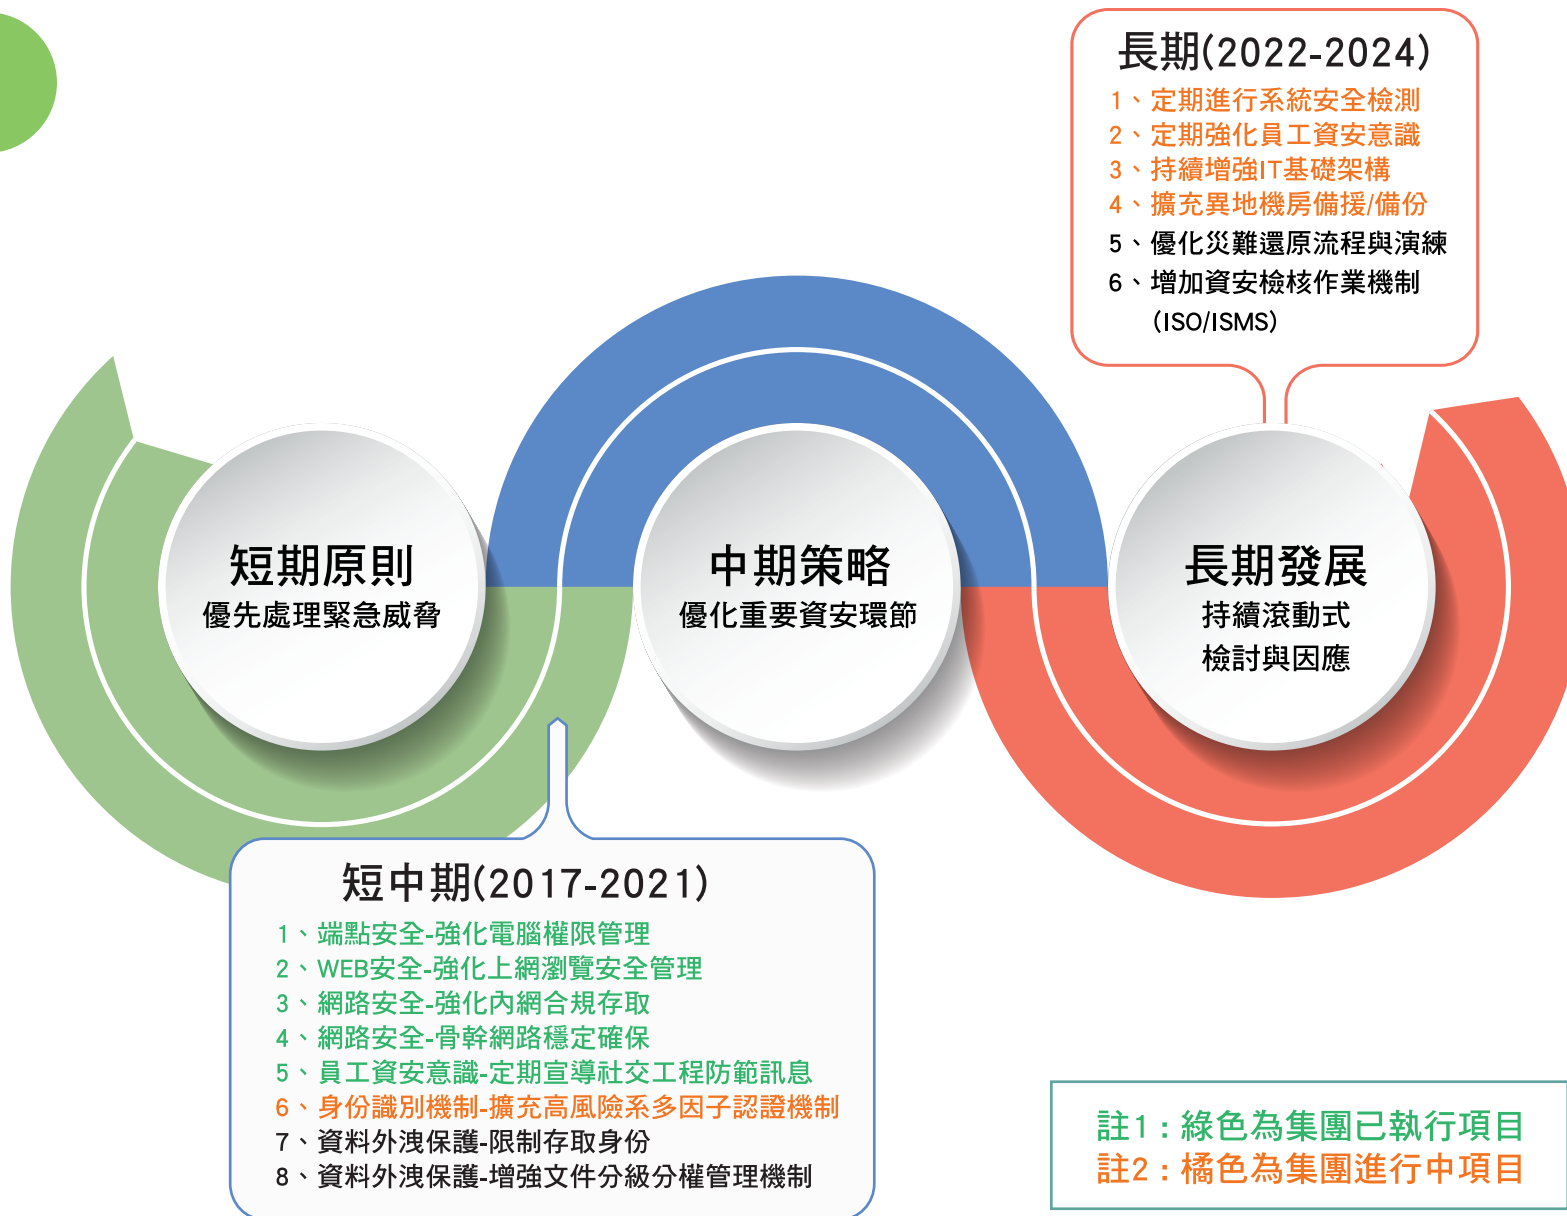 長期(2022-2024)
1、定期進行系統安全檢測
2、定期強化員工資安意識
3、持續增強IT基礎架構
4、擴充異地機房備援/備份
5、優化災難還原流程與演練
6、增加資安檢核作業機制
(ISO/ISMS)
短期原則
優先處理緊急威脅
中期策略
優化重要資安環節
長期發展
持續滾動式
檢討與因應
短中期(2017-2021)
1、端點安全-強化電腦權限管理
2、WEB安全-強化上網瀏覽安全管理
3、網路安全-強化內網合規存取
4、網路安全-骨幹網路穩定確保
5、員工資安意識-定期宣導社交工程防範訊息
6、身份識別機制-擴充高風險系多因子認證機制
7、資料外洩保護-限制存取身份
8、資料外洩保護-增強文件分級分權管理機制
註1:綠色為集團已執行項目
註2:橘色為集團進行中項目